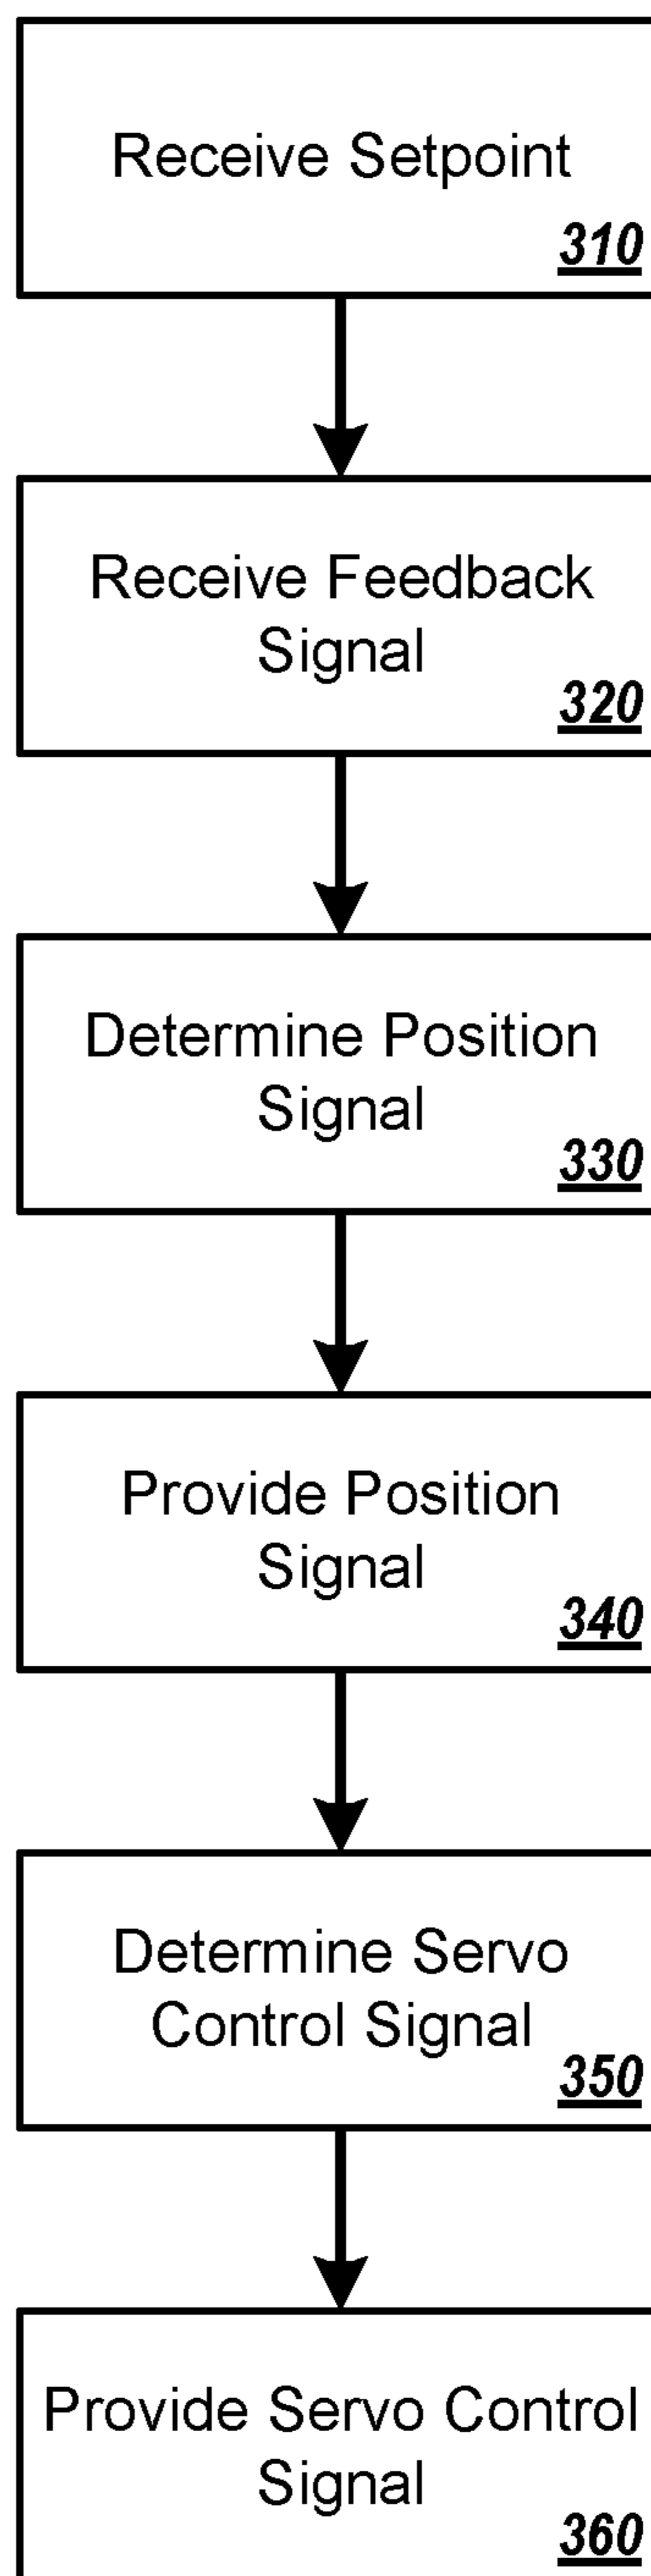 Receive Setpoint
310
Receive Feedback
Signal
320
Determine Position
Signal
330
Provide Position
Signal
340
Determine Servo
Control Signal
350
Provide Servo Control
Signal
360